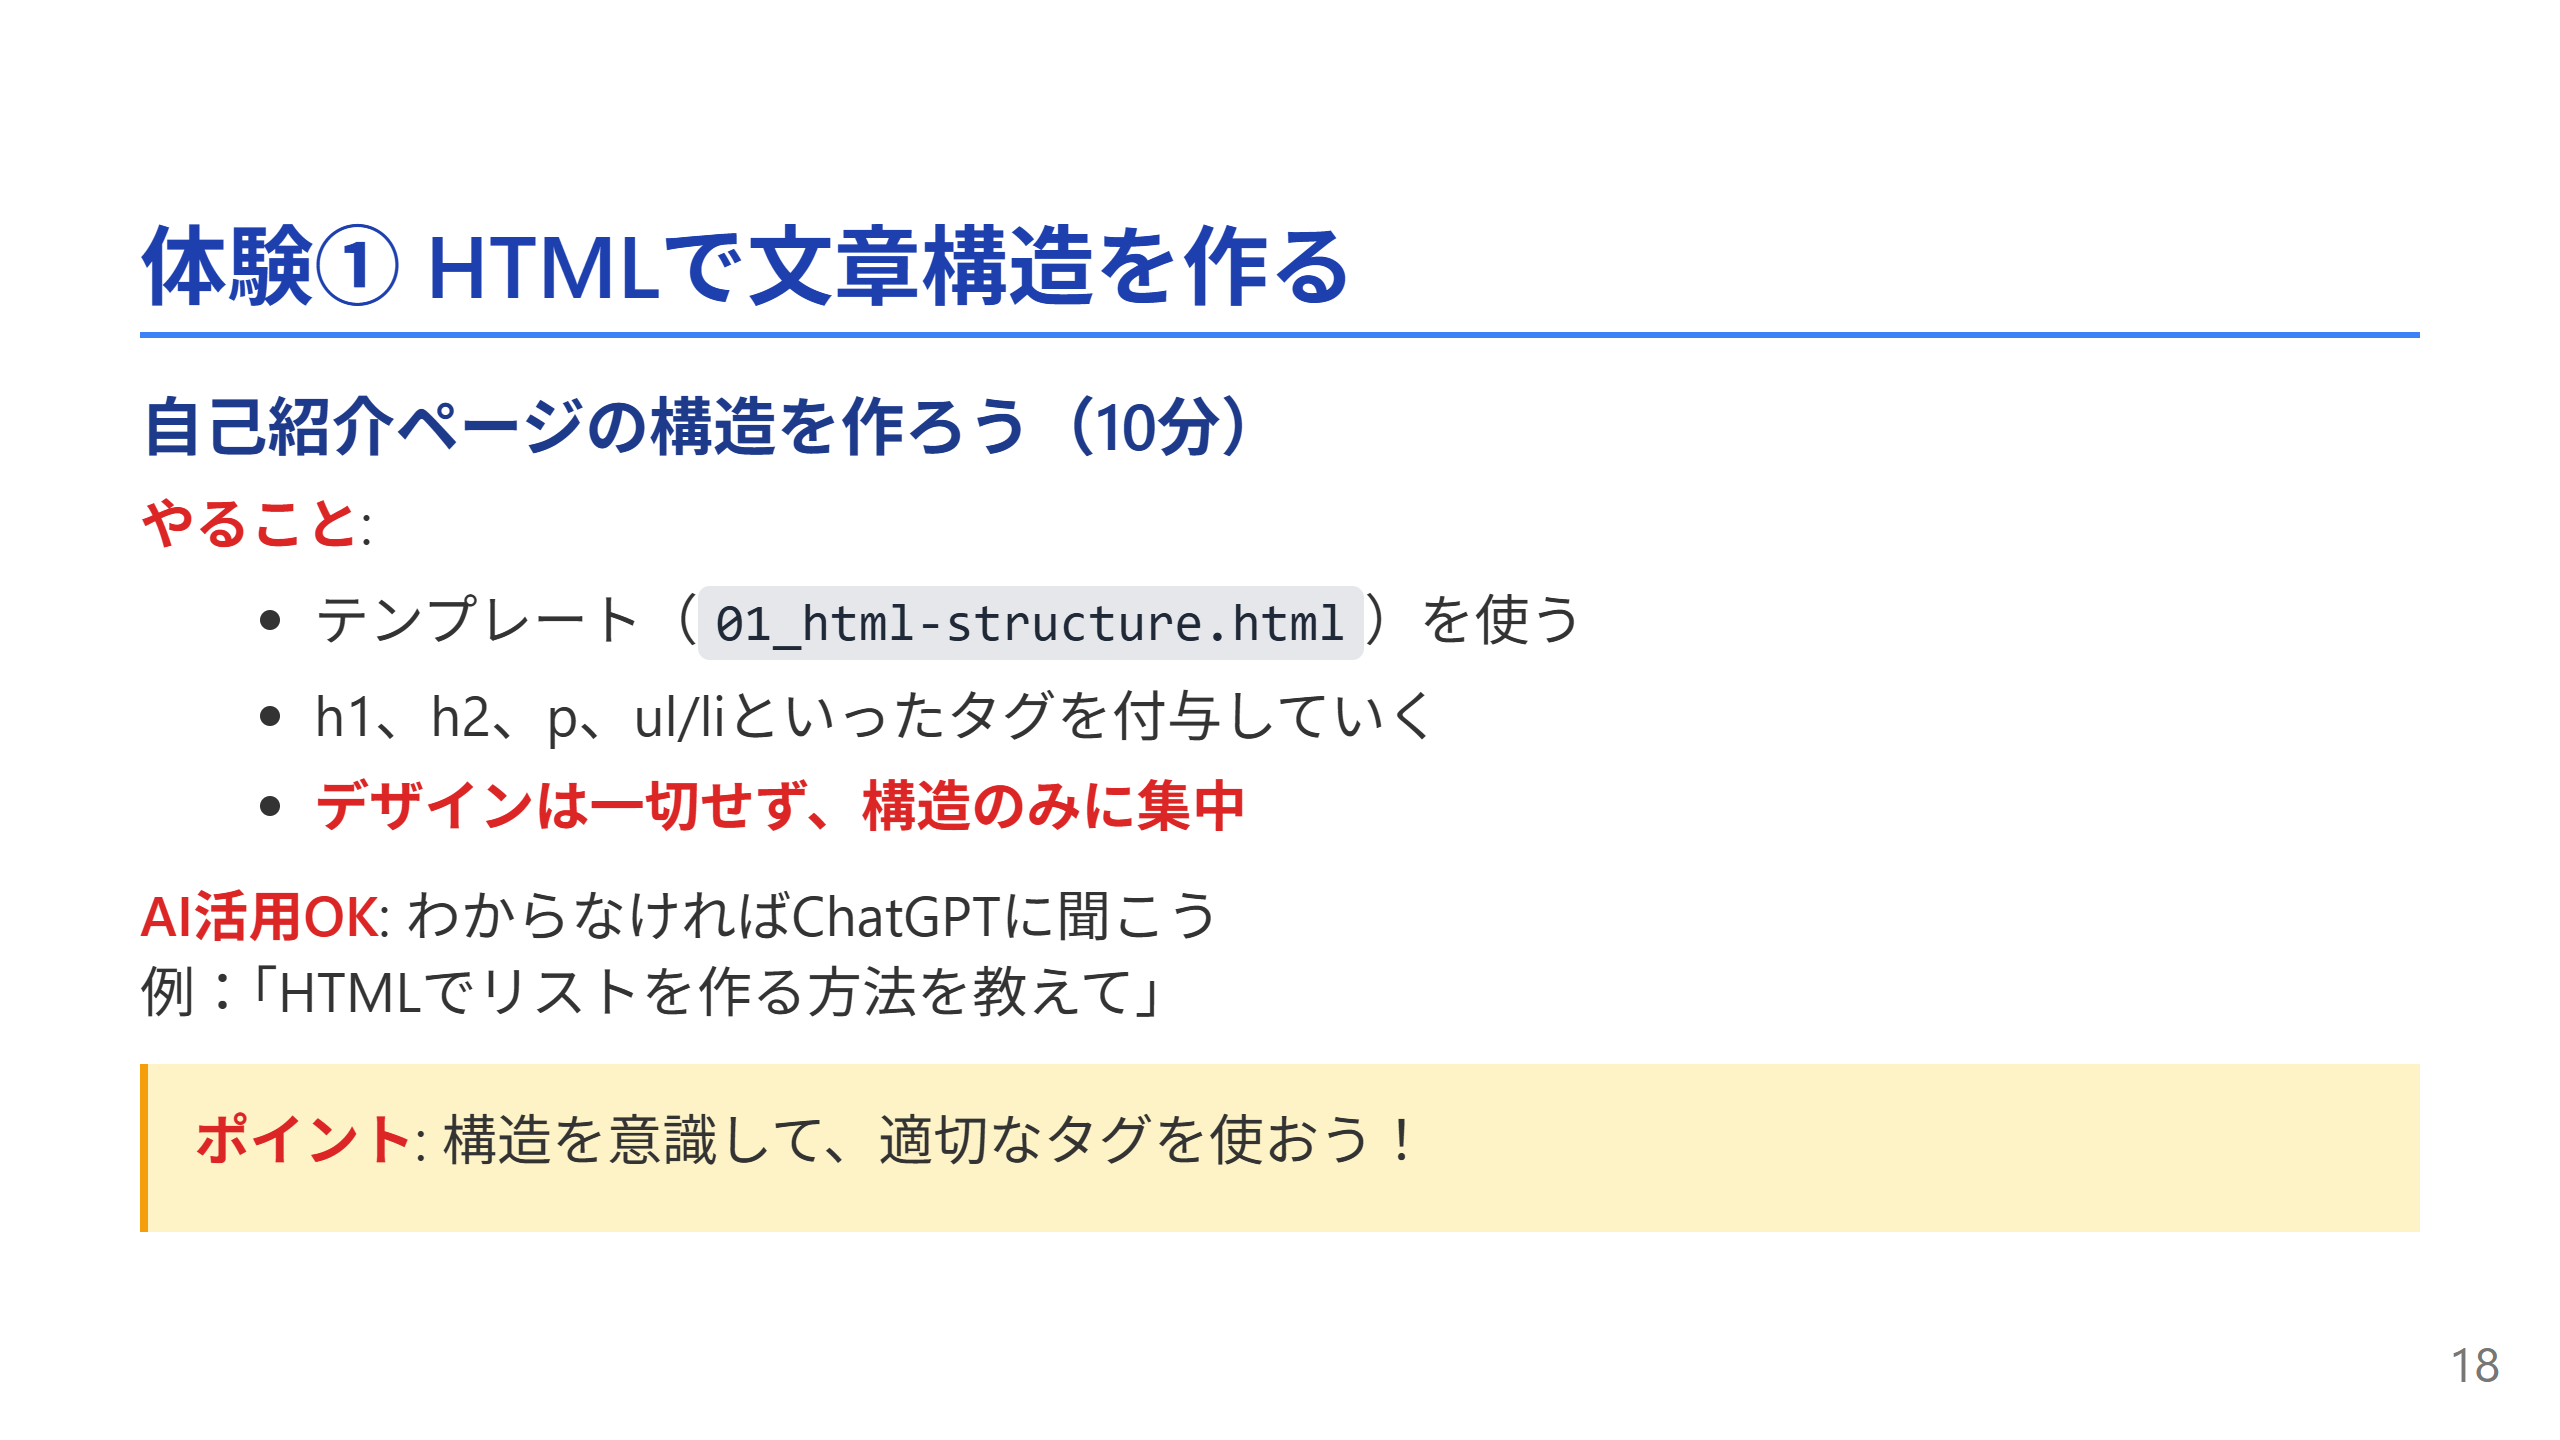 体験① HTMLで文章構造を作る
自己紹介ページの構造を作ろう（10分）
やること:
• テンプレート（01_html-structure.html）を使う
• h1、h2、p、ul/liといったタグを付与していく
• デザインは一切せず、構造のみに集中
AI活用OK: わからなければChatGPTに聞こう
例：「HTMLでリストを作る方法を教えて」
ポイント: 構造を意識して、適切なタグを使おう！
18